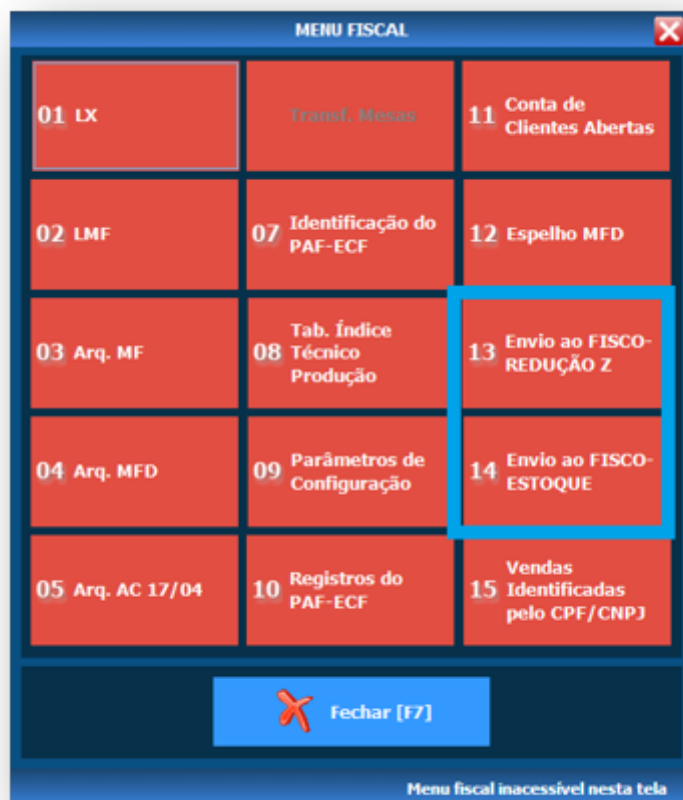 MENU FISCAL
01 LX
Transf. Mesas
11 Conta de
Clientes Abertas
02 LMF
07 Identificação do
PAF-ECF
12 Espelho MFD
03 Arq. MF
08 Tab. Índice
Técnico
Produção
13 Envio ao FISCO-
REDUÇÃO Z
04 Arq. MFD
09 Parâmetros de
Configuração
14 Envio ao FISCO-
ESTOQUE
05 Arq. AC 17/04
10 Registros do
PAF-ECF
15 Vendas
Identificadas
pelo CPF/CNPJ
Fechar [F7]
Menu fiscal inacessível nesta tela